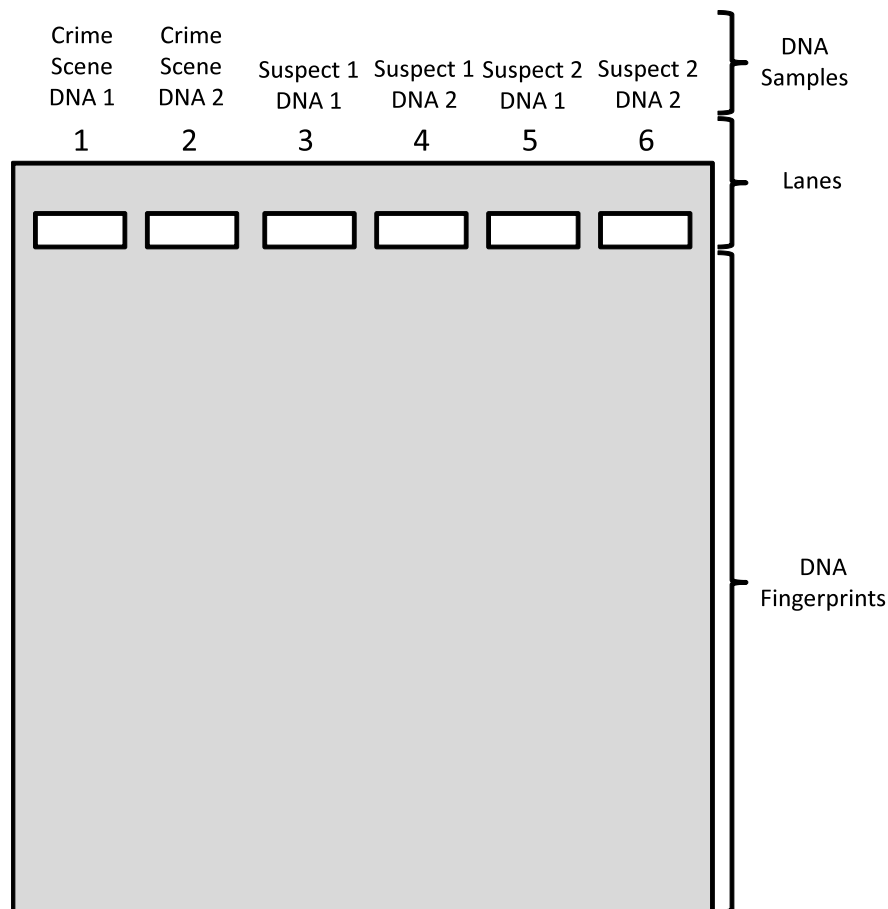 Crime
Scene
DNA 1
Crime
Scene
DNA 2
Suspect 1
DNA 1
Suspect 1
DNA 2
Suspect 2
DNA 1
Suspect 2
DNA 2
DNA
Samples
1 2 3 4 5 6
Lanes
DNA
Fingerprints